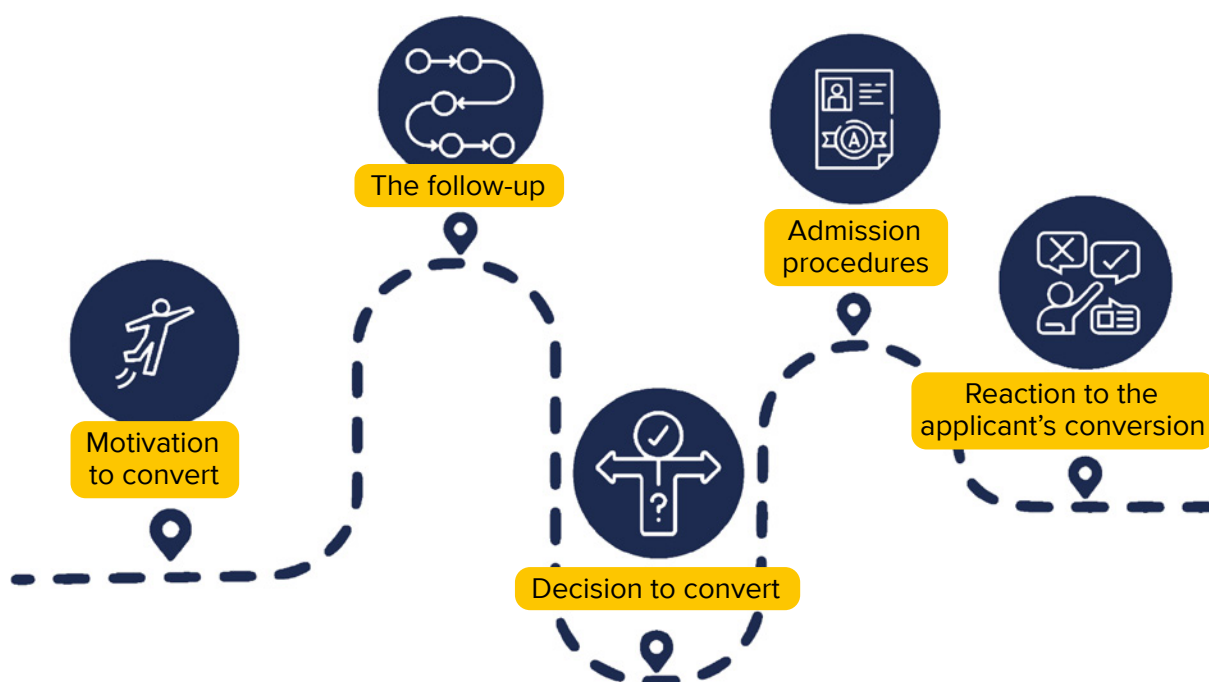 Motivation
to convert
The follow-up
Decision to convert
?
Admission
procedures
A
Reaction to the
applicant’s conversion